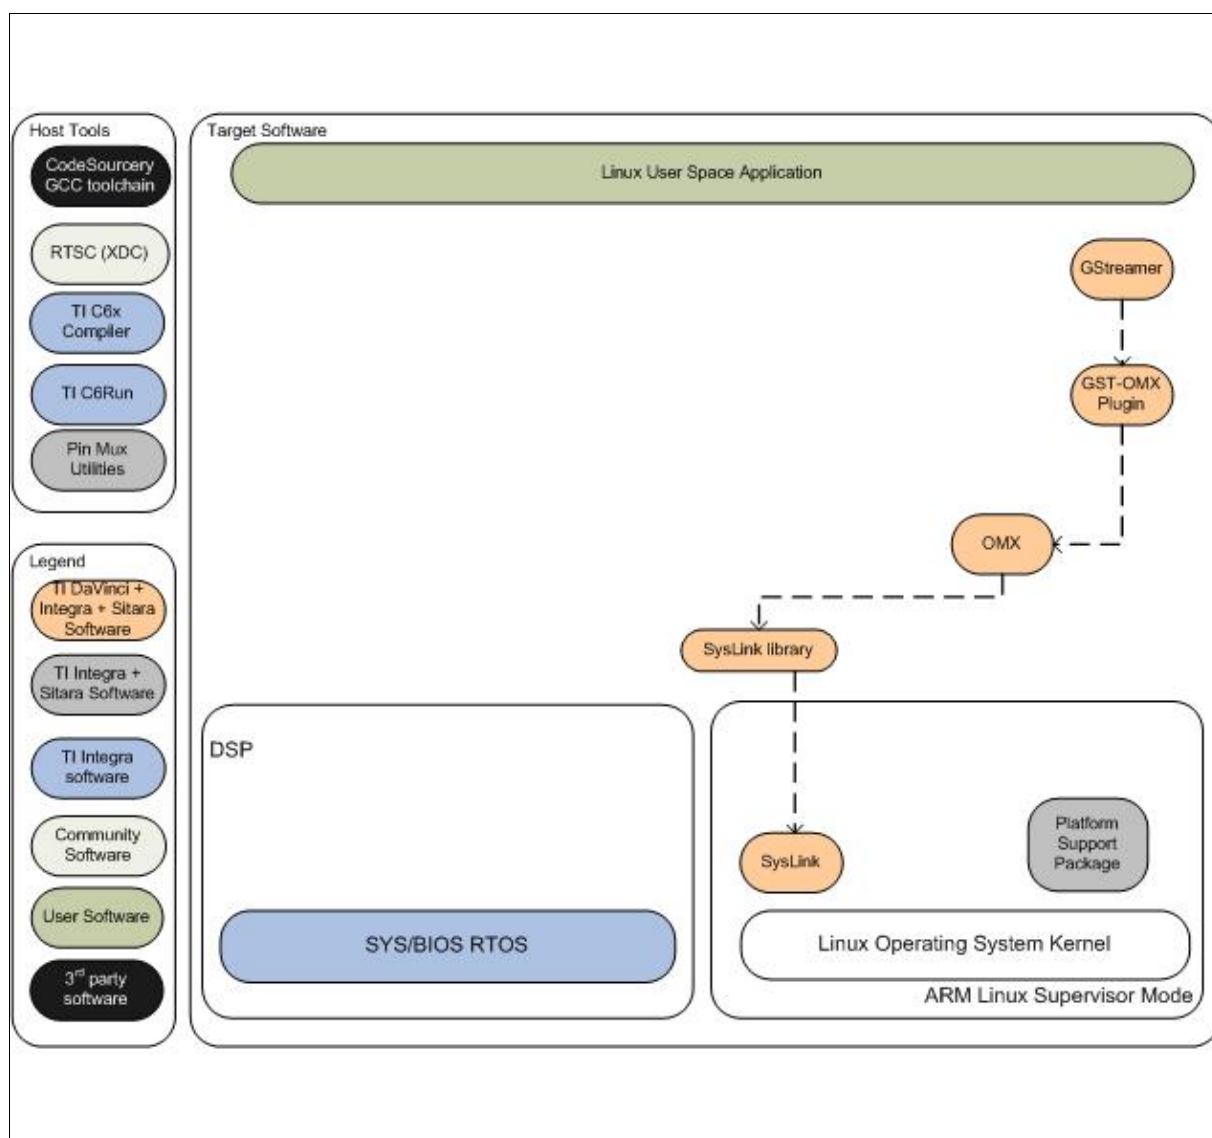 Host Tools
CodeSourcery
GCC toolchain
RTSC (XDC)
TI C6x
Compiler
TI C6Run
Pin Mux
Utilities
Legend
TI DaVinci +
Integra + Sitara
Software
TI Integra +
Sitara Software
TI Integra
software
Community
Software
User Software
3rd party
software
Target Software
Linux User Space Application
GStreamer
GST-OMX
Plugin
OMX
SysLink library
DSP
SYS/BIOS RTOS
SysLink
Platform
Support
Package
Linux Operating System Kernel
ARM Linux Supervisor Mode